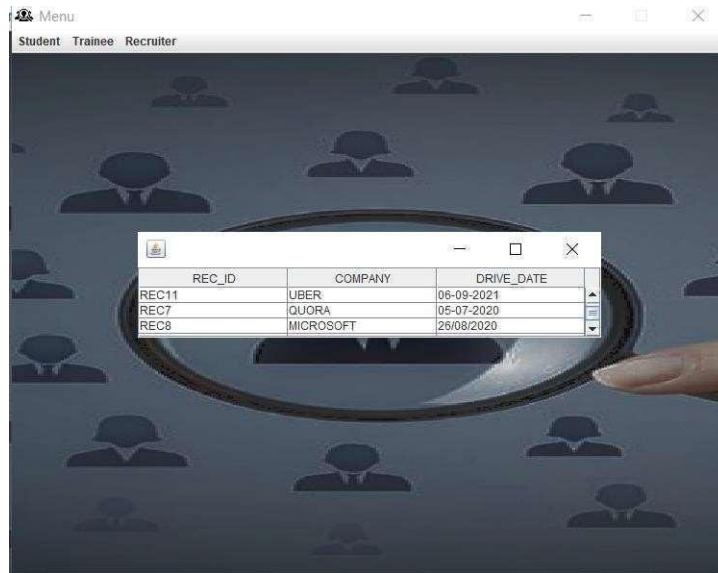 Menu
Student Trainee Recruiter
REC_ID COMPANY DRIVE_DATE
REC11 UBER 06-09-2021
REC7 QUORA 05-07-2020
REC8 MICROSOFT 26/08/2020